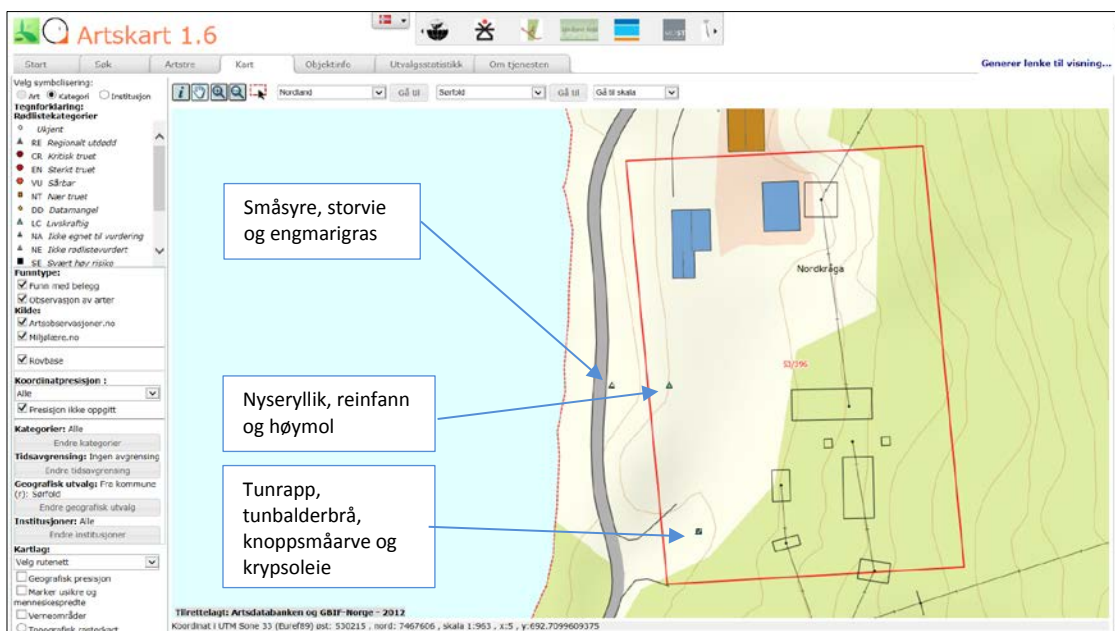 Artskart 1.6
Start Søk Artstre Kart Objektinfo Utvalgsstatistikk Om tjenesten
Generer lenke til visning...
Velg symbolisering:
Art Kategori Institusjon
Tegnforklaring:
Rødlistekategorier
Ukjent
RE Regionalt utdødd
CR Kritisk truet
EN Sterkt truet
VU Sårbar
NT Nær truet
DD Datamangel
LC Livskraftig
NA Ikke egnet til vurdering
NE Ikke rødlistevurdert
SE Svært høy risiko
Funntype:
Funn med belegg
Observasjon av arter
Kilde:
Artsobservasjoner.no
Miljølære.no
Rovbase
Koordinatpresisjon :
Alle
Presisjon ikke oppgitt
Kategorier: Alle
Endre kategorier
Tidsavgrensing: Ingen avgrensing
Endre tidsavgrensing
Geografisk utvalg: Fra kommune
(r): Sørfold
Endre geografisk utvalg
Institusjoner: Alle
Endre institusjoner
Kartlag:
Velg rutenett
Geografisk presisjon
Marker usikre og
menneskespredte
Verneområder
Topografisk rasterkart
i Nordland Gå til Sørfold Gå til Gå til skala
Småsyre, storvie
og engmarigras
Nyseryllik, reinfann
og høymol
Tunrapp,
tunbalderbrå,
knoppsmåarve og
krypsoleie
Nordkråga
53/396
Tilrettelagt: Artsdatabanken og GBIF-Norge - 2012
Koordinat i UTM Sone 33 (Euref89) øst: 530215 , nord: 7467606 , skala 1:963 , x:5 , y:692.7099609375